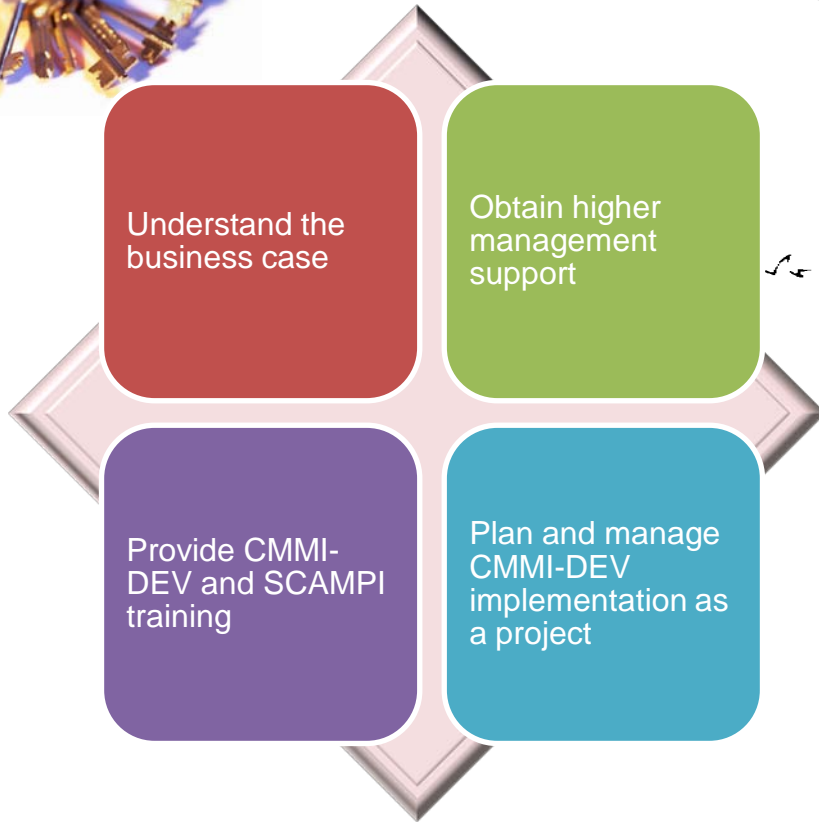 Understand the
business case
Obtain higher
management
support
Provide CMMI-
DEV and SCAMPI
training
Plan and manage
CMMI-DEV
implementation as
a project